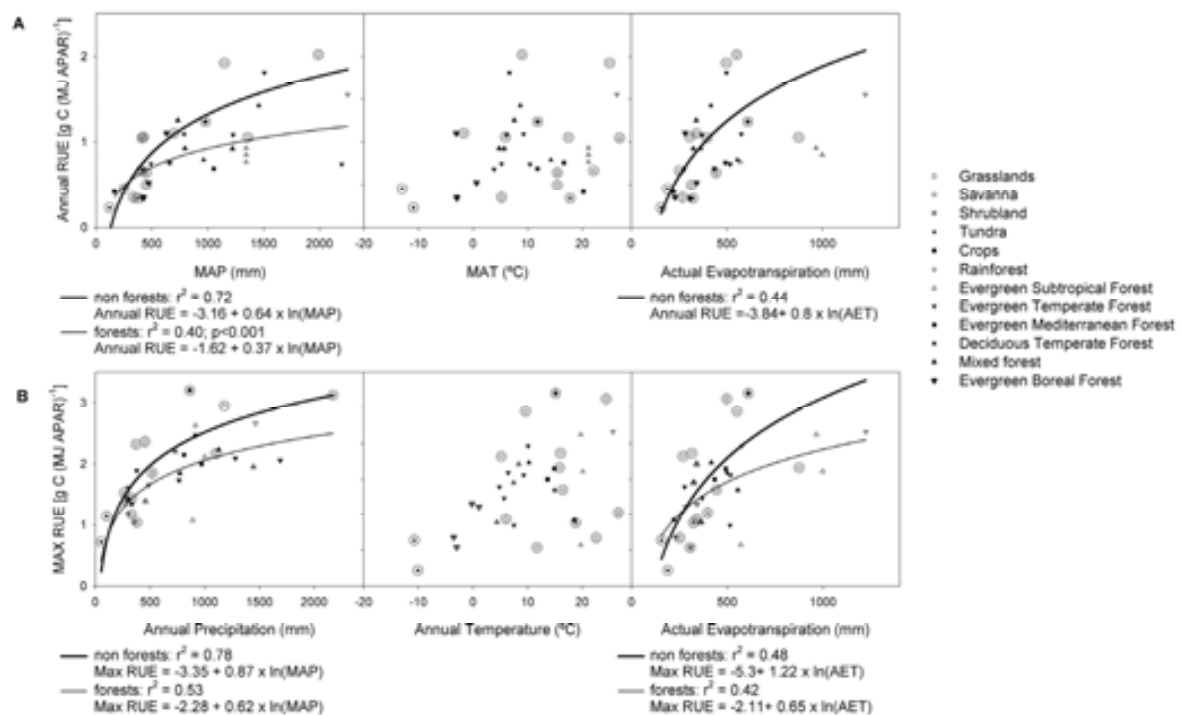 A
Annual RUE [g C (MJ APAR)⁻¹]
2
1
0
0 500 1000 1500 2000
-20 -10 0 10 20
0 500 1000
MAP (mm)
MAT (ºC)
Actual Evapotranspiration (mm)
non forests: r² = 0.72
Annual RUE = -3.16 + 0.64 x ln(MAP)
forests: r² = 0.40; p<0.001
Annual RUE = -1.62 + 0.37 x ln(MAP)
non forests: r² = 0.44
Annual RUE =-3.84+ 0.8 x ln(AET)
Grasslands
Savanna
Shrubland
Tundra
Crops
Rainforest
Evergreen Subtropical Forest
Evergreen Temperate Forest
Evergreen Mediterranean Forest
Deciduous Temperate Forest
Mixed forest
Evergreen Boreal Forest
B
MAX RUE [g C (MJ APAR)⁻¹]
3
2
1
0
0 500 1000 1500 2000
-20 -10 0 10 20
0 500 1000
Annual Precipitation (mm)
Annual Temperature (ºC)
Actual Evapotranspiration (mm)
non forests: r² = 0.78
Max RUE = -3.35 + 0.87 x ln(MAP)
forests: r² = 0.53
Max RUE = -2.28 + 0.62 x ln(MAP)
non forests: r² = 0.48
Max RUE = -5.3+ 1.22 x ln(AET)
forests: r² = 0.42
Max RUE = -2.11+ 0.65 x ln(AET)